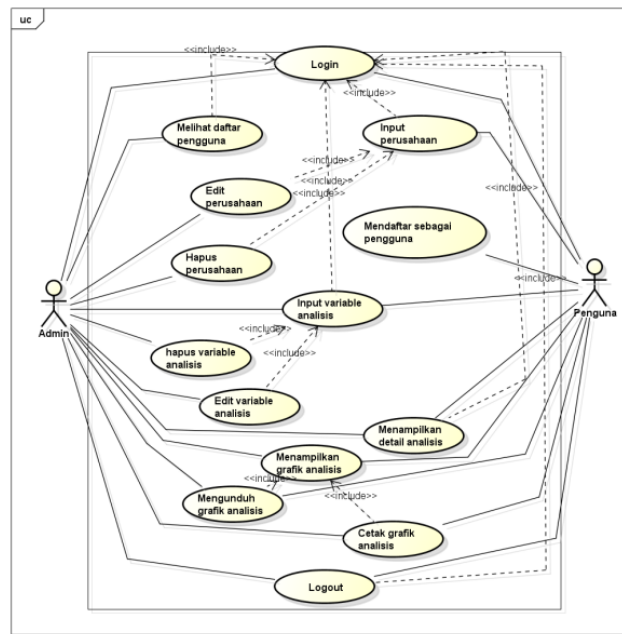 uc
<<include>>
Login
<<include>>
Melihat daftar
pengguna
Input
perusahaan
<<include>>
<<include>>
<<include>>
Edit
perusahaan
Mendaftar sebagai
pengguna
Hapus
perusahaan
<<include>>
Input variable
analisis
Admin
Penguna
<<include>>
hapus variable
analisis
<<include>>
Edit variable
analisis
Menampilkan
detail analisis
Menampilkan
grafik analisis
<<include>>
Mengunduh
grafik analisis
<<include>>
Cetak grafik
analisis
Logout